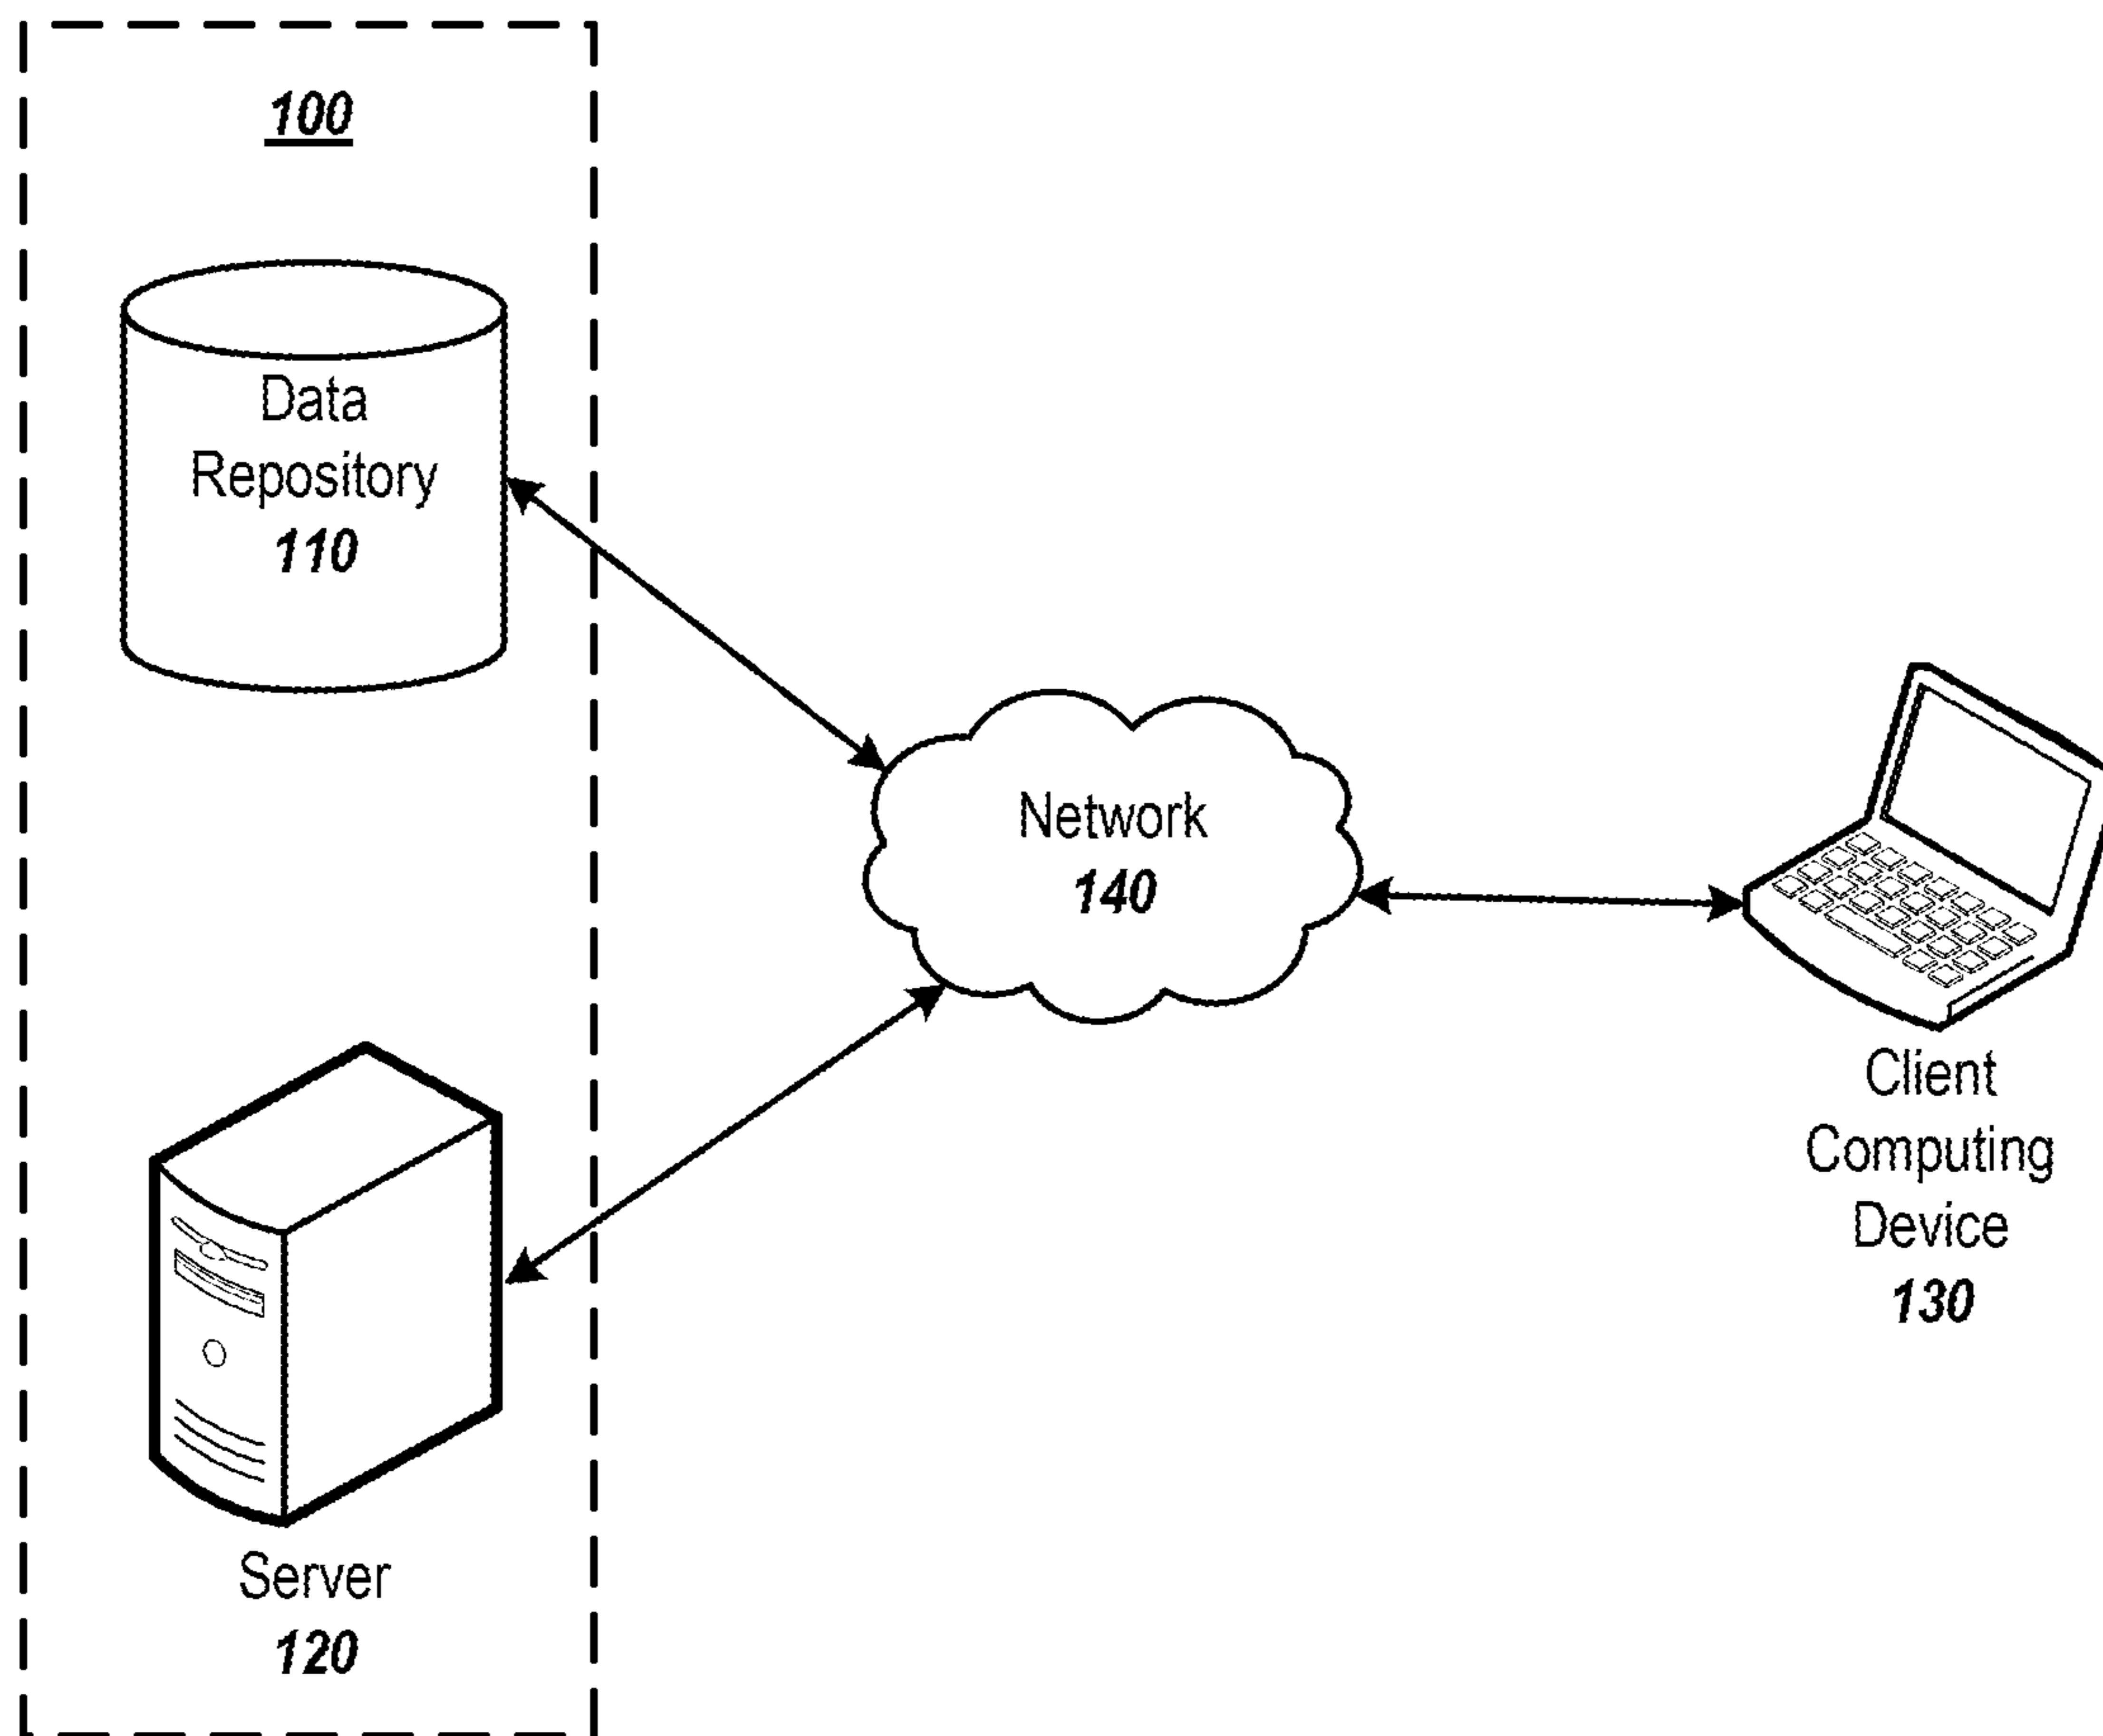 100
Data
Repository
110
Network
140
Client
Computing
Device
130
Server
120